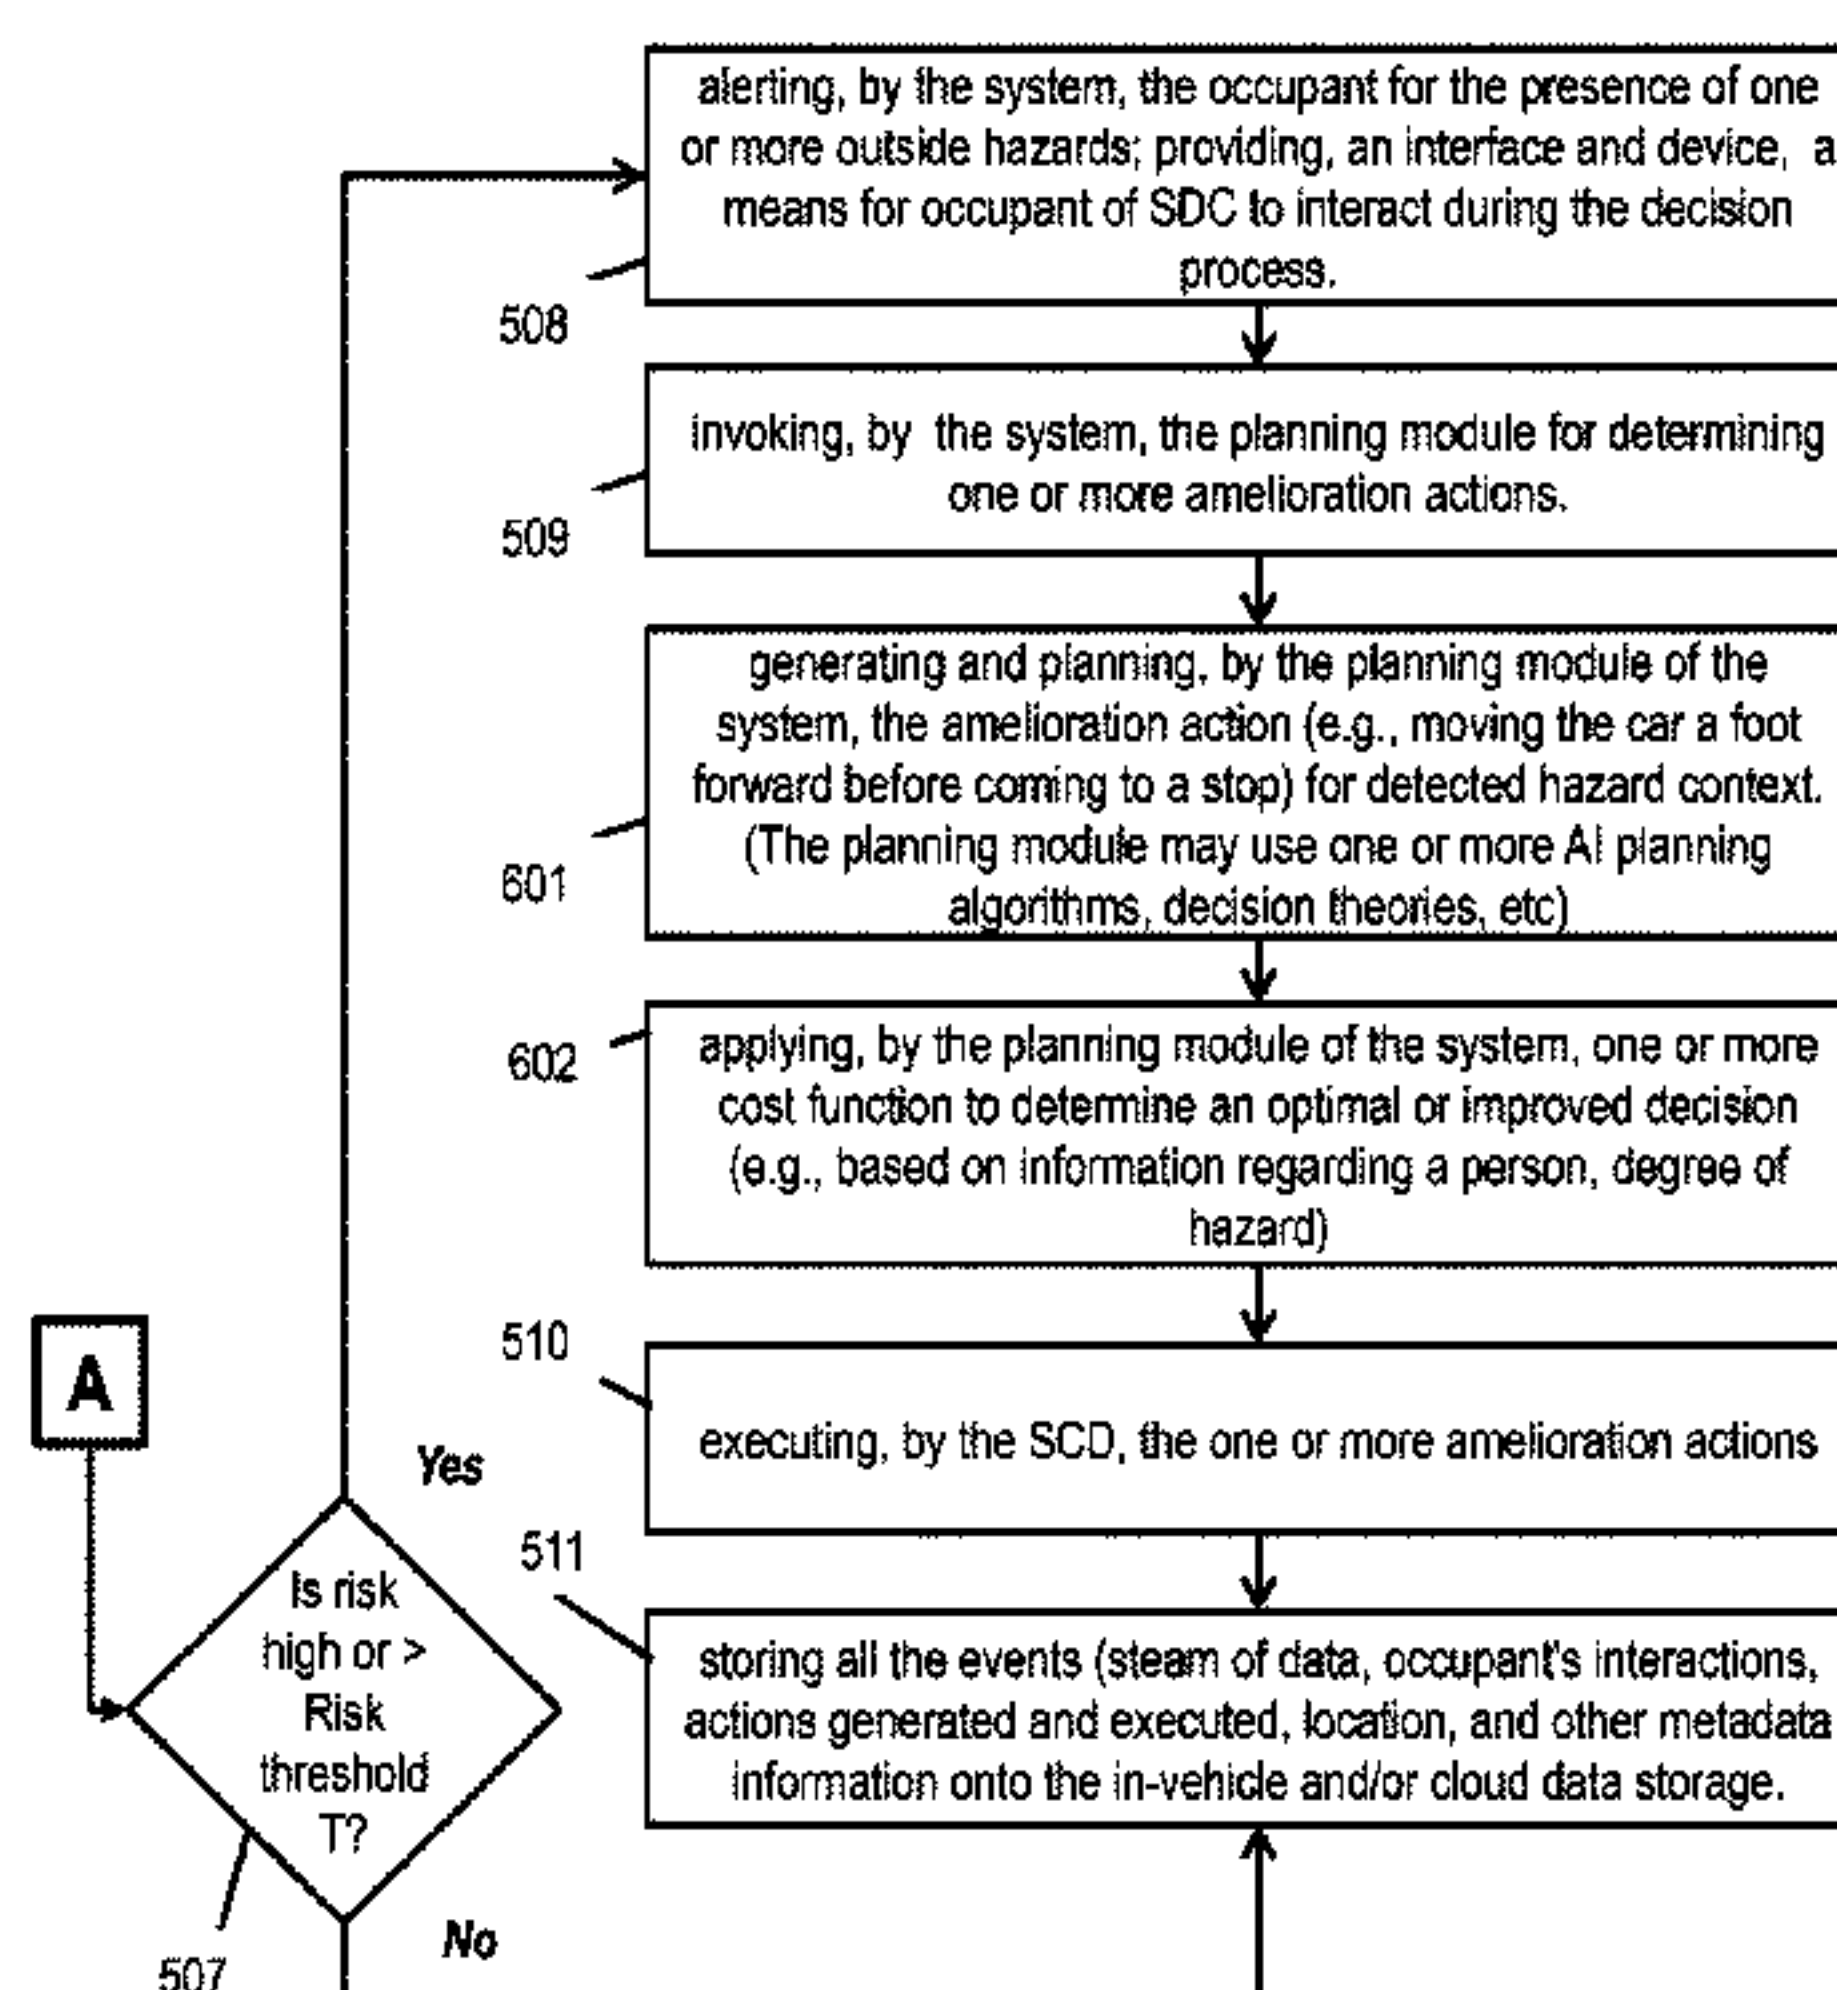 alerting, by the system, the occupant for the presence of one
or more outside hazards; providing, an interface and device, a
means for occupant of SDC to interact during the decision
process.
508
invoking, by the system, the planning module for determining
one or more amelioration actions.
509
generating and planning, by the planning module of the
system, the amelioration action (e.g., moving the car a foot
forward before coming to a stop) for detected hazard context.
(The planning module may use one or more AI planning
algorithms, decision theories, etc)
601
applying, by the planning module of the system, one or more
cost function to determine an optimal or improved decision
(e.g., based on information regarding a person, degree of
hazard)
602
510
executing, by the SCD, the one or more amelioration actions
511
storing all the events (steam of data, occupant's interactions,
actions generated and executed, location, and other metadata
information onto the in-vehicle and/or cloud data storage.
A
Yes
Is risk
high or >
Risk
threshold
T?
No
507